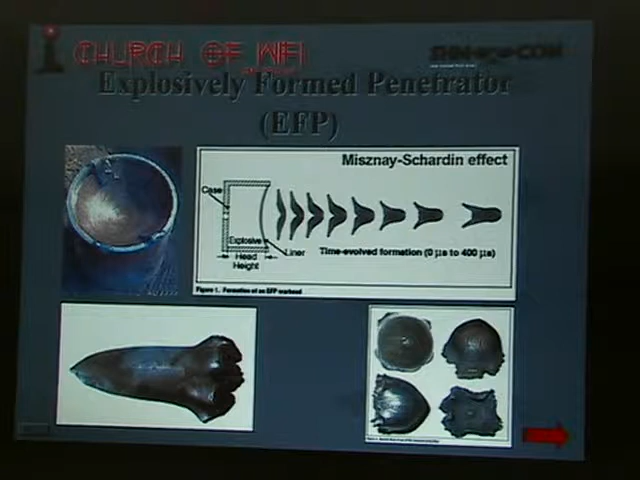 CHURCH OF WIFI
Explosively Formed Penetrator
(EFP)
Misznay-Schardin effect
Case
Explosive
Liner
Head
Height
Time-evolved formation (0 µs to 400 µs)
Figure 1. Formation of an EFP warhead